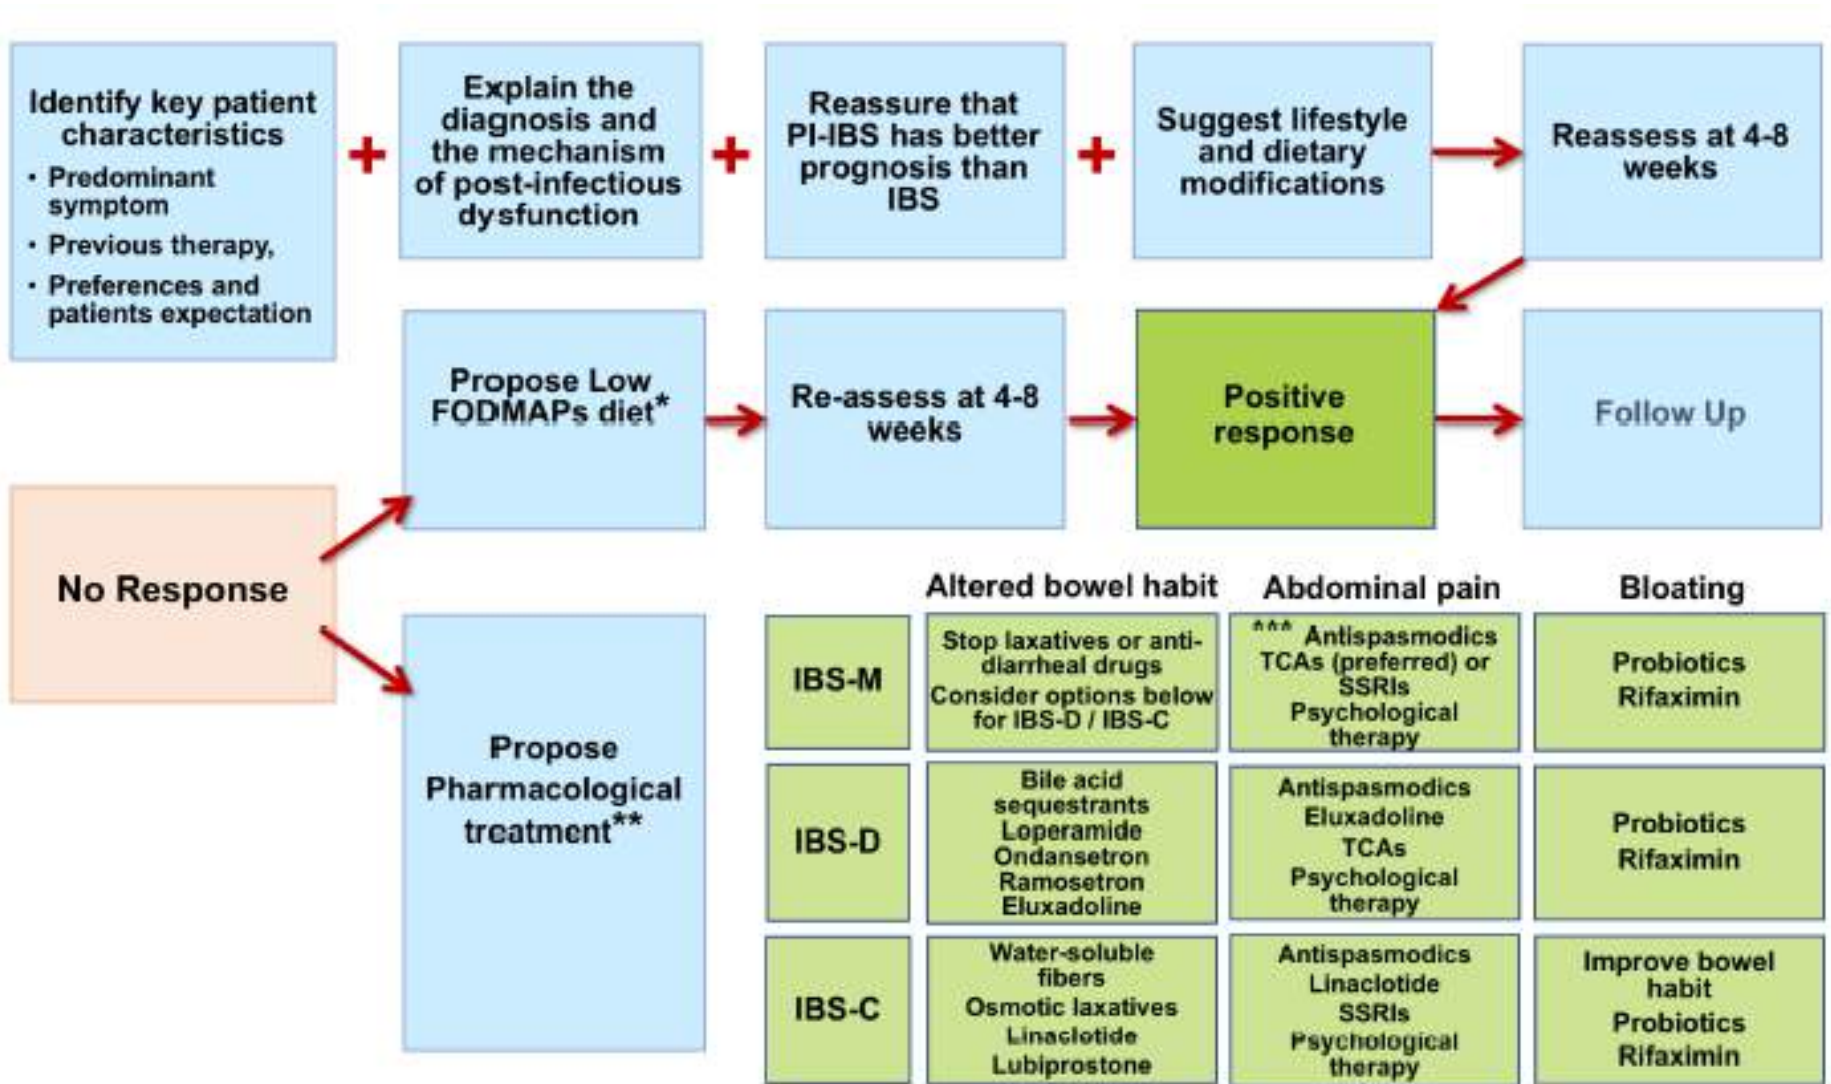 Identify key patient
characteristics
• Predominant
symptom
• Previous therapy,
• Preferences and
patients expectation
+
Explain the
diagnosis and
the mechanism
of post-infectious
dysfunction
+
Reassure that
PI-IBS has better
prognosis than
IBS
+
Suggest lifestyle
and dietary
modifications
Reassess at 4-8
weeks
Propose Low
FODMAPs diet*
Re-assess at 4-8
weeks
Positive
response
Follow Up
No Response
Propose
Pharmacological
treatment**
Altered bowel habit
Abdominal pain
Bloating
IBS-M
Stop laxatives or anti-
diarrheal drugs
Consider options below
for IBS-D / IBS-C
*** Antispasmodics
TCAs (preferred) or
SSRIs
Psychological
therapy
Probiotics
Rifaximin
IBS-D
Bile acid
sequestrants
Loperamide
Ondansetron
Ramosetron
Eluxadoline
Antispasmodics
Eluxadoline
TCAs
Psychological
therapy
Probiotics
Rifaximin
IBS-C
Water-soluble
fibers
Osmotic laxatives
Linaclotide
Lubiprostone
Antispasmodics
Linaclotide
SSRIs
Psychological
therapy
Improve bowel
habit
Probiotics
Rifaximin